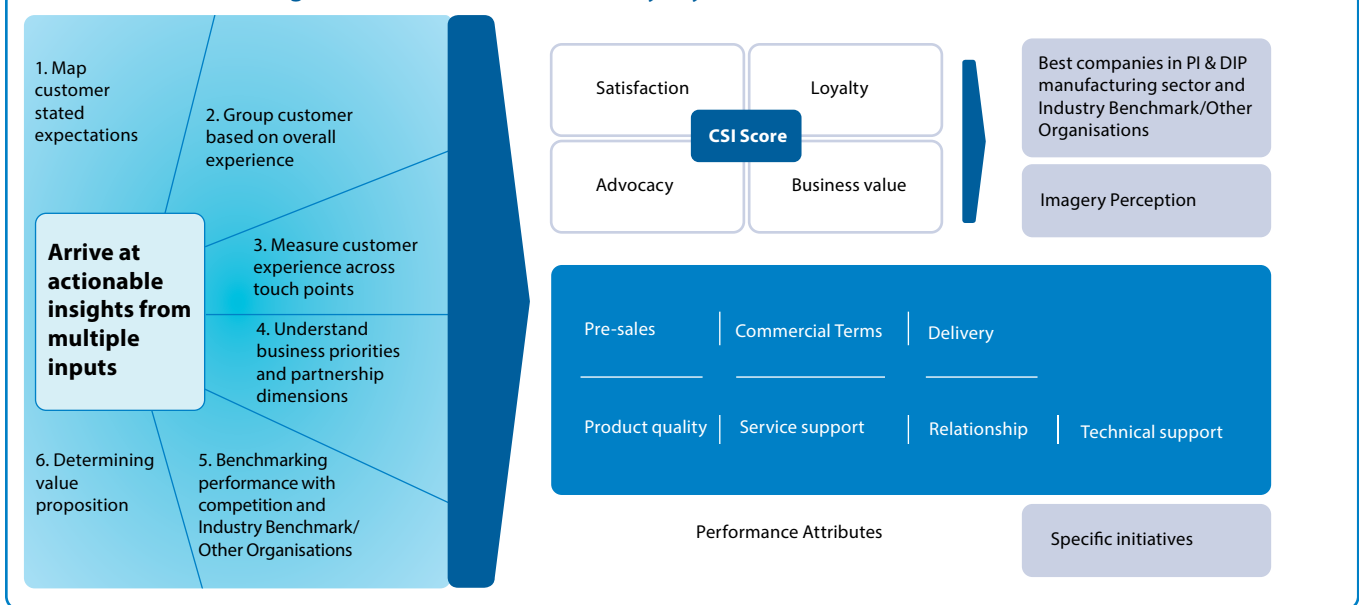 1. Map
customer
stated
expectations
2. Group customer
based on overall
experience
Arrive at
actionable
insights from
multiple
inputs
3. Measure customer
experience across
touch points
4. Understand
business priorities
and partnership
dimensions
6. Determining
value
proposition
5. Benchmarking
performance with
competition and
Industry Benchmark/
Other Organisations
Satisfaction
Loyalty
CSI Score
Advocacy
Business value
Best companies in PI & DIP
manufacturing sector and
Industry Benchmark/Other
Organisations
Imagery Perception
Pre-sales
Commercial Terms
Delivery
Product quality
Service support
Relationship
Technical support
Performance Attributes
Specific initiatives